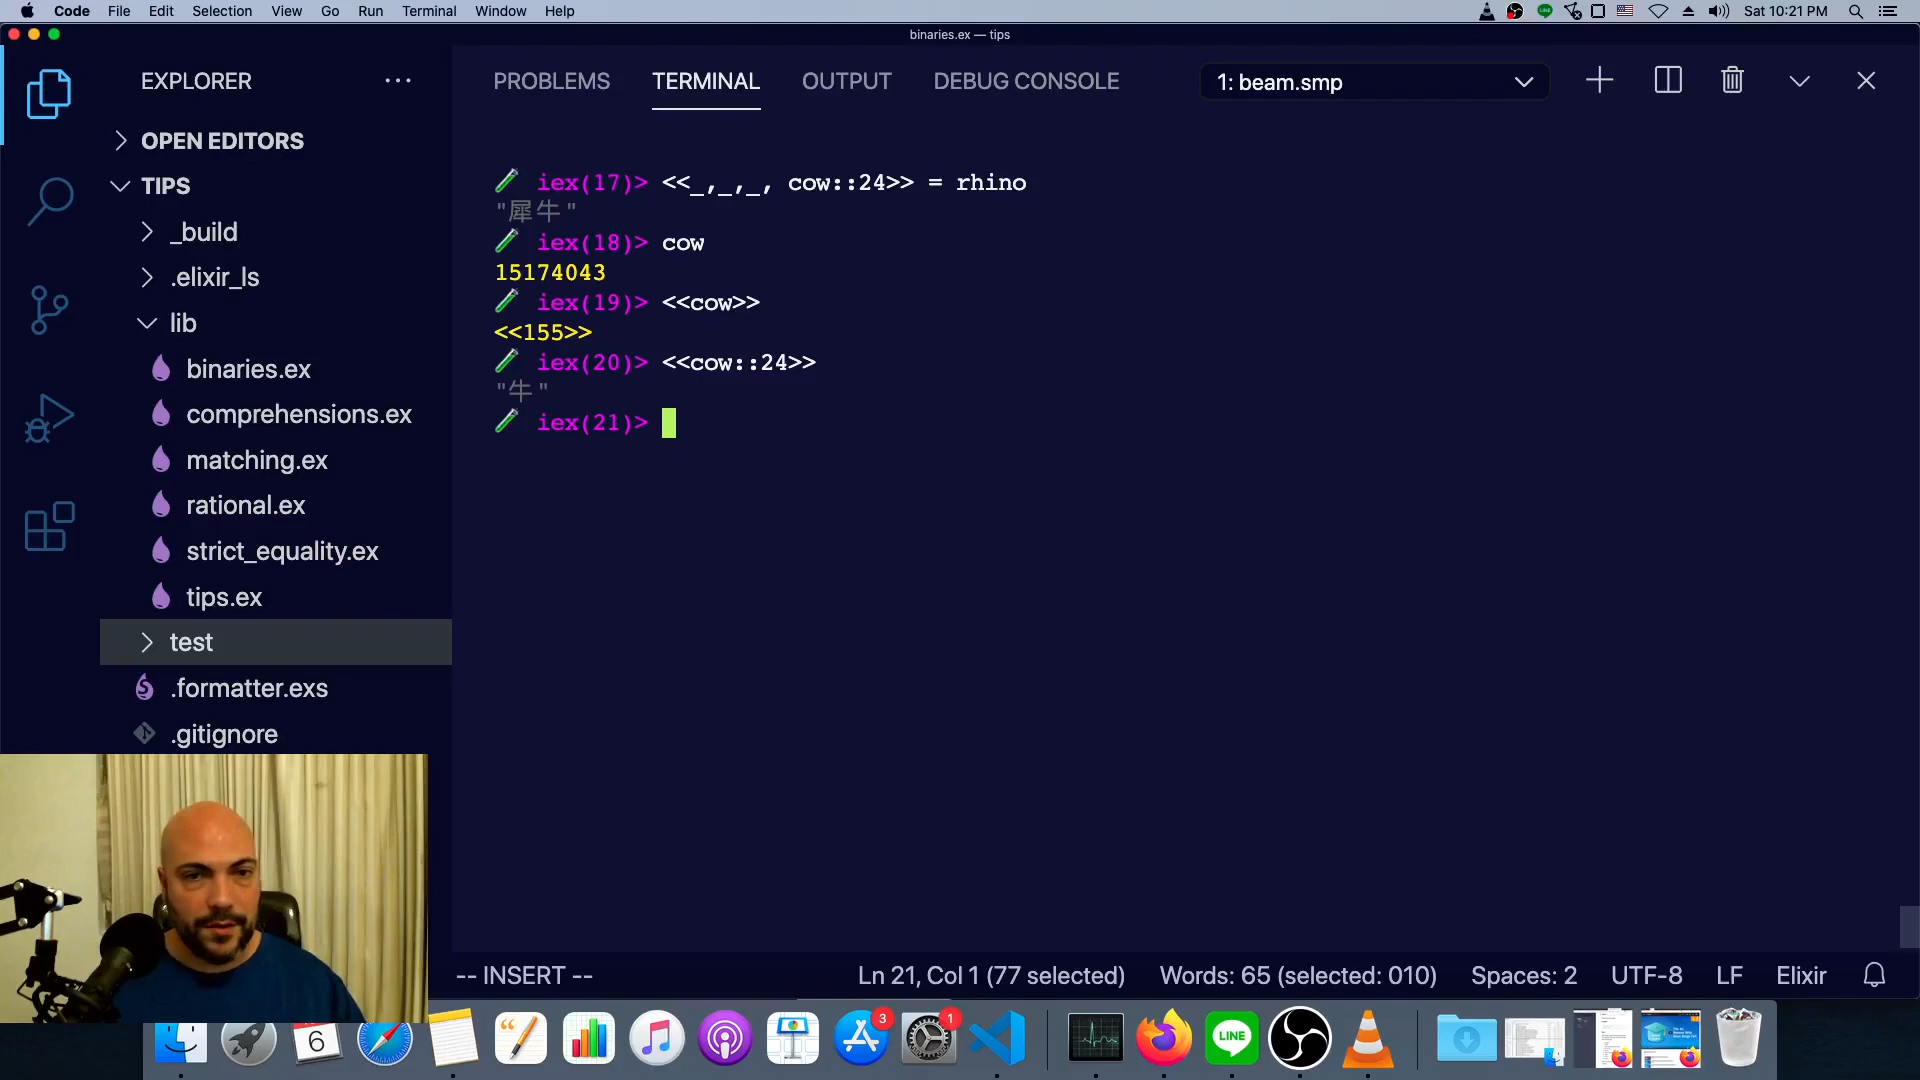 Code File Edit Selection View Go Run Terminal Window Help Sat 10:21 PM
binaries.ex — tips
EXPLORER
PROBLEMS TERMINAL OUTPUT DEBUG CONSOLE 1: beam.smp
OPEN EDITORS
TIPS
_build
.elixir_ls
lib
binaries.ex
comprehensions.ex
matching.ex
rational.ex
strict_equality.ex
tips.ex
test
.formatter.exs
.gitignore
iex(17)> <<_,_,_, cow::24>> = rhino
"犀牛"
iex(18)> cow
15174043
iex(19)> <<cow>>
<<155>>
iex(20)> <<cow::24>>
"牛"
iex(21)>
-- INSERT -- Ln 21, Col 1 (77 selected) Words: 65 (selected: 010) Spaces: 2 UTF-8 LF Elixir
6 3 1 LINE